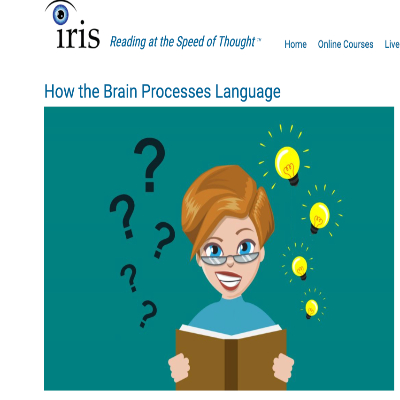 iris Reading at the Speed of Thought™
Home Online Courses Live
How the Brain Processes Language
? ? ? ? ?